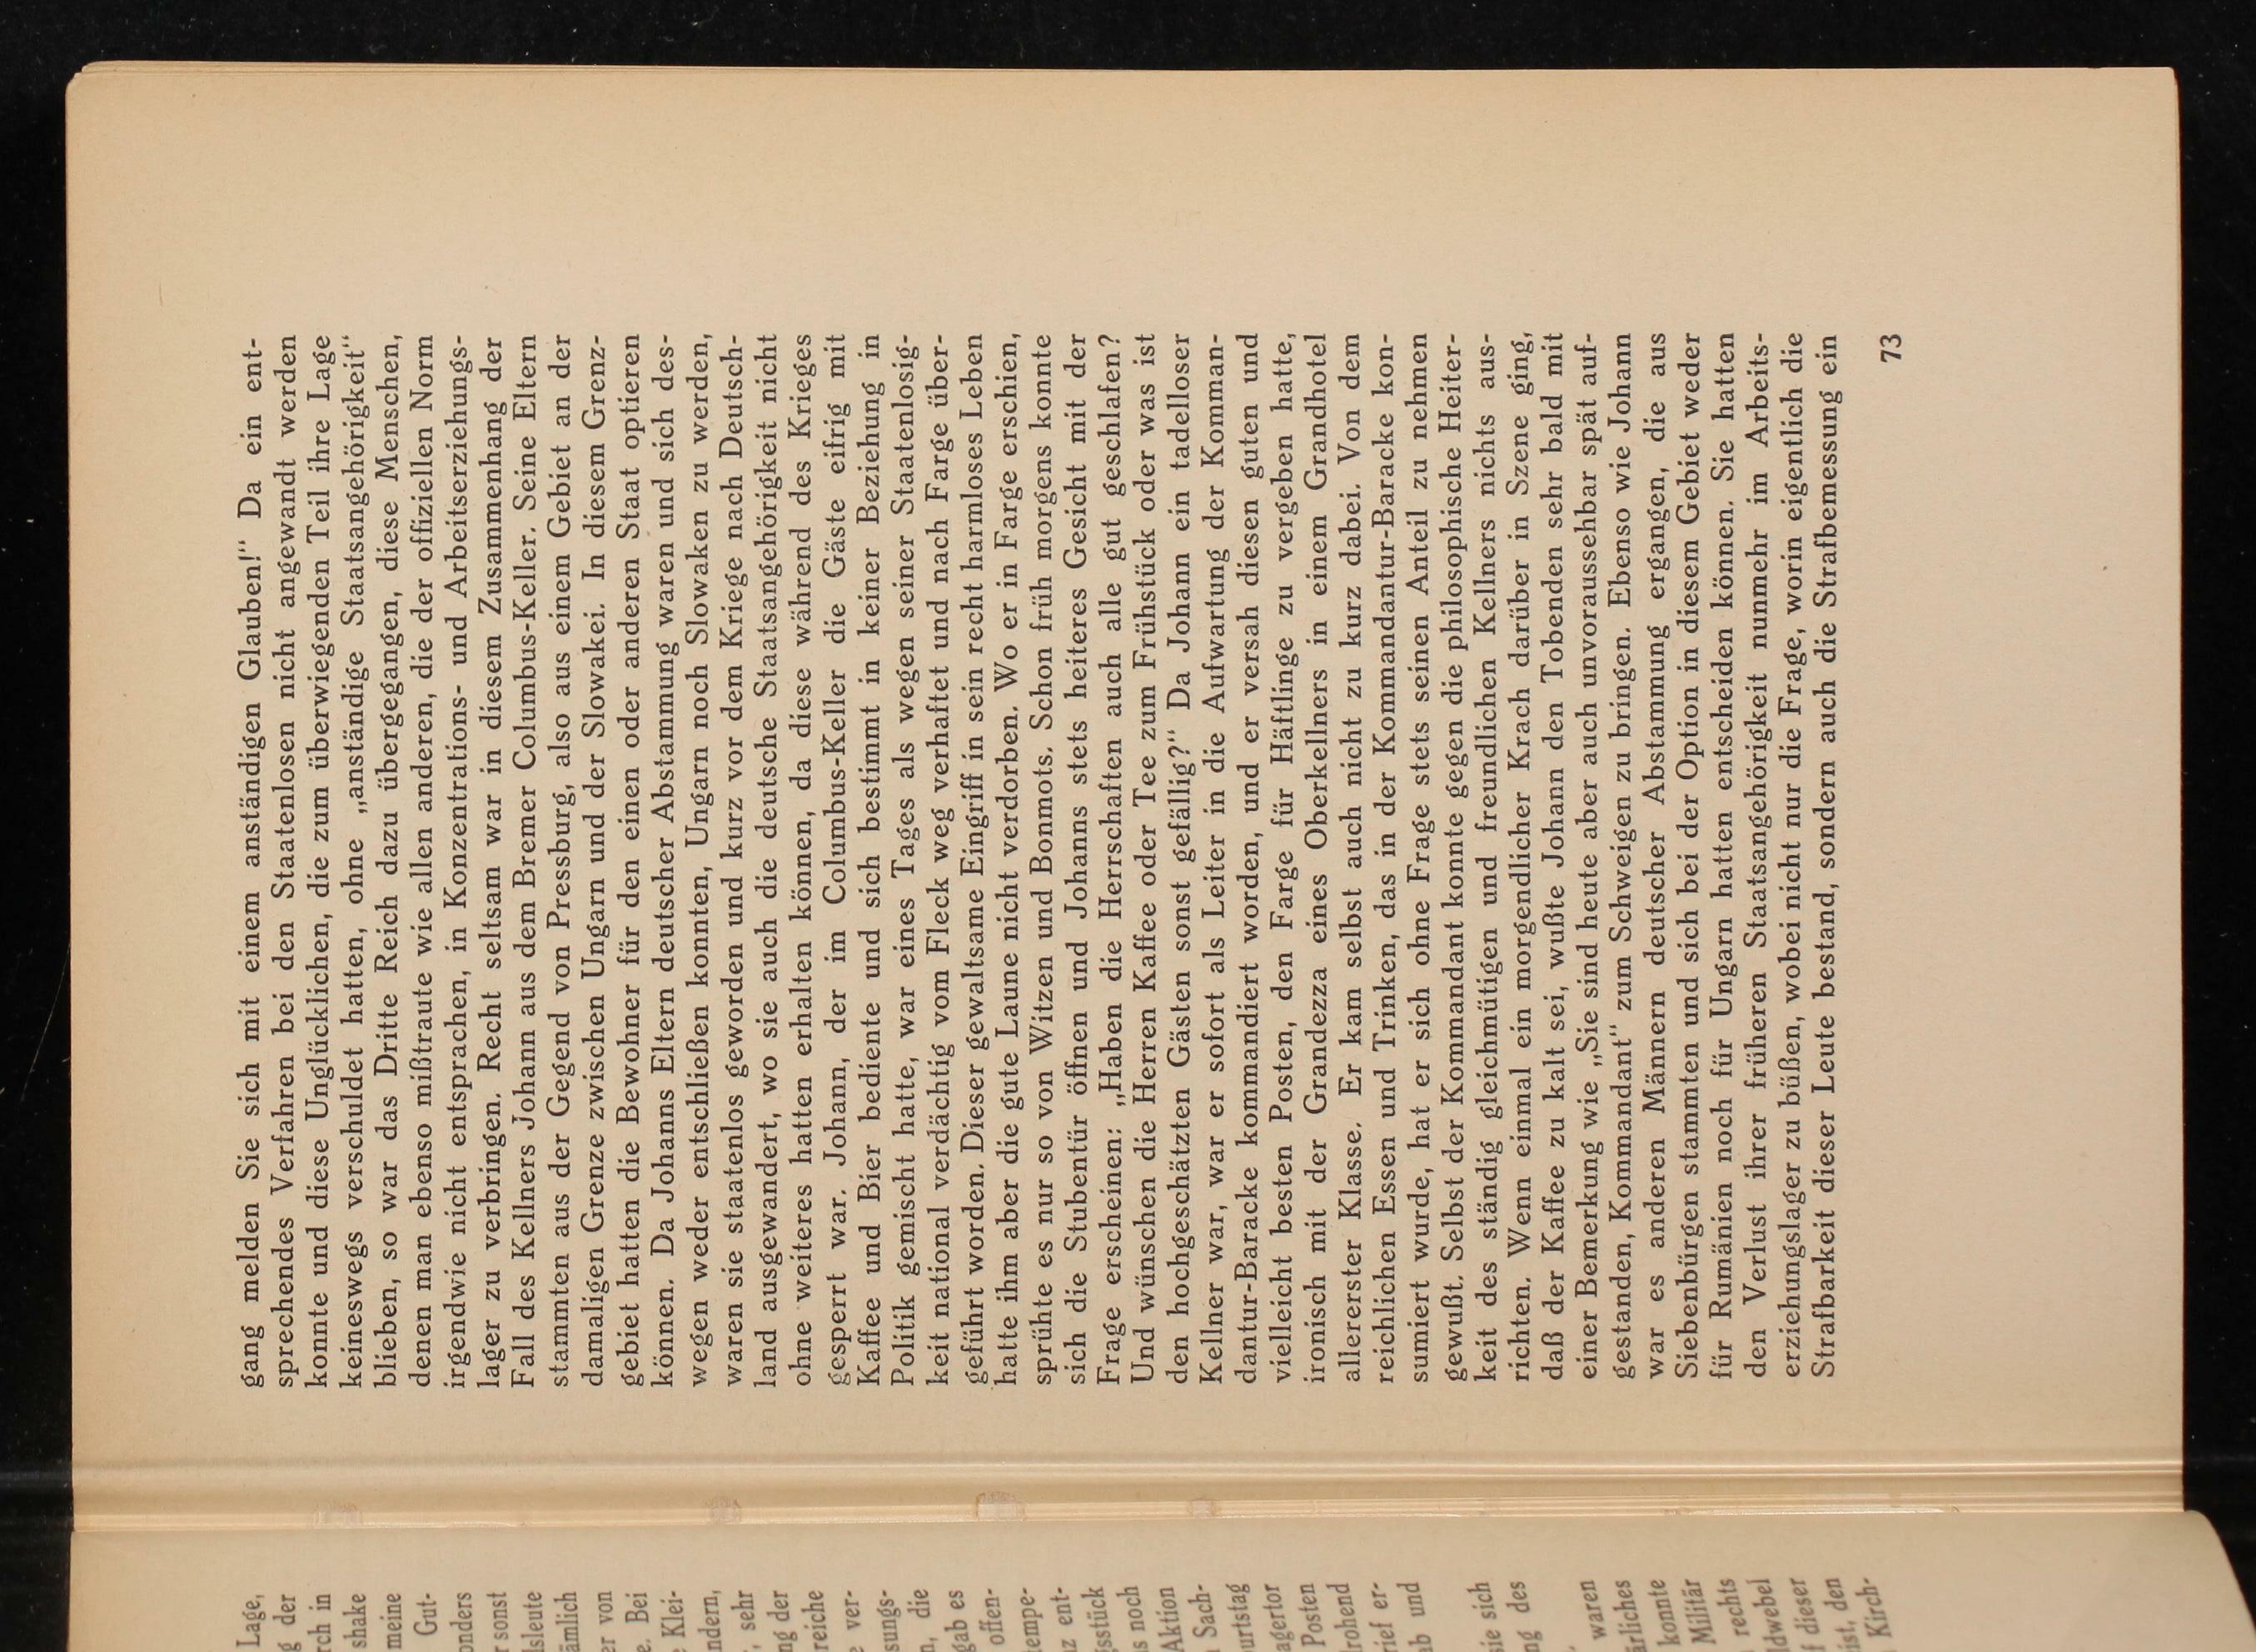 gang melden Sie sich mit einem anständigen Glauben!“ Da ein ent-
sprechendes Verfahren bei den Staatenlosen nicht angewandt werden
konnte und diese Unglücklichen, die zum überwiegenden Teil ihre Lage
keineswegs verschuldet hatten, ohne „anständige Staatsangehörigkeit“
blieben, so war das Dritte Reich dazu übergegangen, diese Menschen,
denen man ebenso mißtraute wie allen anderen, die der offiziellen Norm
irgendwie nicht entsprachen, in Konzentrations- und Arbeitserziehungs-
lager zu verbringen. Recht seltsam war in diesem Zusammenhang der
Fall des Kellners Johann aus dem Bremer Columbus-Keller. Seine Eltern
stammten aus der Gegend von Pressburg, also aus einem Gebiet an der
damaligen Grenze zwischen Ungarn und der Slowakei. In diesem Grenz-
gebiet hatten die Bewohner für den einen oder anderen Staat optieren
können. Da Johanns Eltern deutscher Abstammung waren und sich des-
wegen weder entschließen konnten, Ungarn noch Slowaken zu werden,
waren sie staatenlos geworden und kurz vor dem Kriege nach Deutsch-
land ausgewandert, wo sie auch die deutsche Staatsangehörigkeit nicht
ohne weiteres hatten erhalten können, da diese während des Krieges
gesperrt war. Johann, der im Columbus-Keller die Gäste eifrig mit
Kaffee und Bier bediente und sich bestimmt in keiner Beziehung in
Politik gemischt hatte, war eines Tages als wegen seiner Staatenlosig-
keit national verdächtig vom Fleck weg verhaftet und nach Farge über-
geführt worden. Dieser gewaltsame Eingriff in sein recht harmloses Leben
hatte ihm aber die gute Laune nicht verdorben. Wo er in Farge erschien,
sprühte es nur so von Witzen und Bonmots. Schon früh morgens konnte
sich die Stubentür öffnen und Johanns stets heiteres Gesicht mit der
Frage erscheinen: „Haben die Herrschaften auch alle gut geschlafen?
Und wünschen die Herren Kaffee oder Tee zum Frühstück oder was ist
den hochgeschätzten Gästen sonst gefällig?“ Da Johann ein tadelloser
Kellner war, war er sofort als Leiter in die Aufwartung der Komman-
dantur-Baracke kommandiert worden, und er versah diesen guten und
vielleicht besten Posten, den Farge für Häftlinge zu vergeben hatte,
ironisch mit der Grandezza eines Oberkellners in einem Grandhotel
allererster Klasse. Er kam selbst auch nicht zu kurz dabei. Von dem
reichlichen Essen und Trinken, das in der Kommandantur-Baracke kon-
sumiert wurde, hat er sich ohne Frage stets seinen Anteil zu nehmen
gewußt. Selbst der Kommandant konnte gegen die philosophische Heiter-
keit des ständig gleichmütigen und freundlichen Kellners nichts aus-
richten. Wenn einmal ein morgendlicher Krach darüber in Szene ging,
daß der Kaffee zu kalt sei, wußte Johann den Tobenden sehr bald mit
einer Bemerkung wie „Sie sind heute aber auch unvoraussehbar spät auf-
gestanden, Kommandant“ zum Schweigen zu bringen. Ebenso wie Johann
war es anderen Männern deutscher Abstammung ergangen, die aus
Siebenbürgen stammten und sich bei der Option in diesem Gebiet weder
für Rumänien noch für Ungarn hatten entscheiden können. Sie hatten
den Verlust ihrer früheren Staatsangehörigkeit nunmehr im Arbeits-
erziehungslager zu büßen, wobei nicht nur die Frage, worin eigentlich die
Strafbarkeit dieser Leute bestand, sondern auch die Strafbemessung ein
73